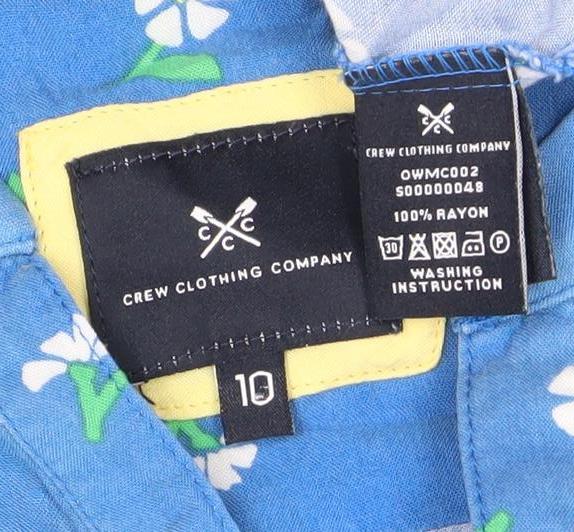 C C
C
CREW CLOTHING COMPANY
10
C C
C
CREW CLOTHING COMPANY
OWMC002
S00000048
100% RAYON
30 P
WASHING
INSTRUCTION